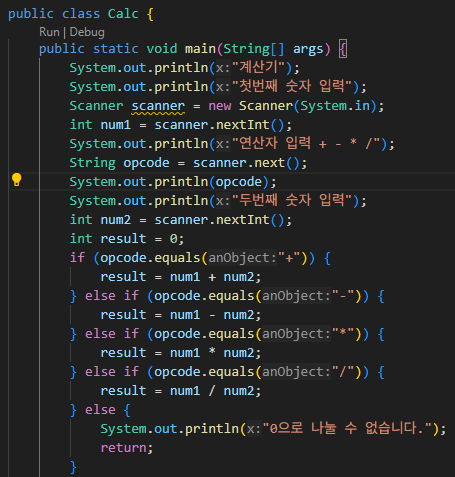 public class Calc {
Run | Debug
public static void main(String[] args) {
System.out.println(x:"계산기");
System.out.println(x:"첫번째 숫자 입력");
Scanner scanner = new Scanner(System.in);
int num1 = scanner.nextInt();
System.out.println(x:"연산자 입력 + - * /");
String opcode = scanner.next();
System.out.println(opcode);
System.out.println(x:"두번째 숫자 입력");
int num2 = scanner.nextInt();
int result = 0;
if (opcode.equals(anObject:"+")) {
result = num1 + num2;
} else if (opcode.equals(anObject:"-")) {
result = num1 - num2;
} else if (opcode.equals(anObject:"*")) {
result = num1 * num2;
} else if (opcode.equals(anObject:"/")) {
result = num1 / num2;
} else {
System.out.println(x:"0으로 나눌 수 없습니다.");
return;
}